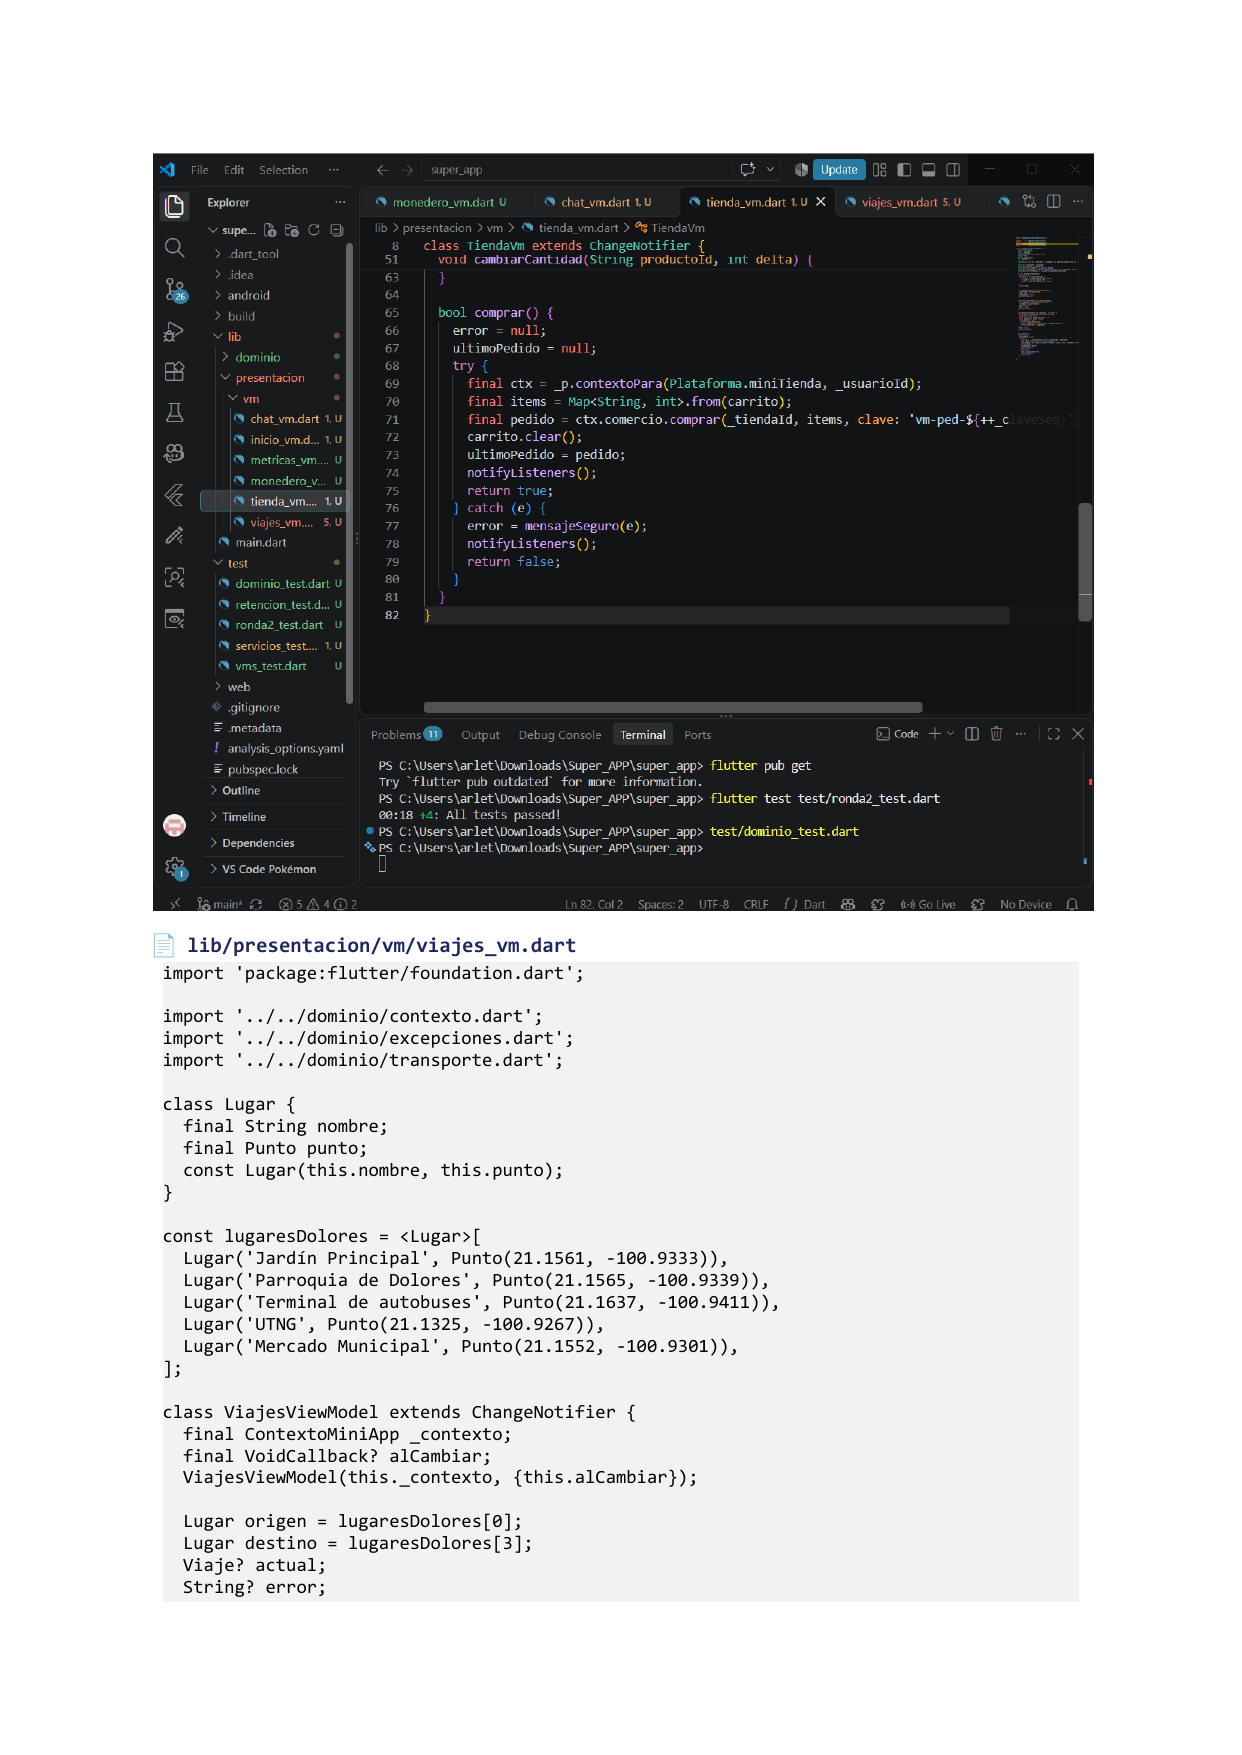 File Edit Selection ··· super_app Update
Explorer ···
monedero_vm.dart U chat_vm.dart 1, U tienda_vm.dart 1, U viajes_vm.dart 5, U ···
lib > presentacion > vm > tienda_vm.dart > TiendaVm
supe...
.dart_tool
.idea
android
build
lib
dominio
presentacion
vm
chat_vm.dart 1, U
inicio_vm.d... 1, U
metricas_vm.... U
monedero_v... U
tienda_vm.... 1, U
viajes_vm.... 5, U
main.dart
test
dominio_test.dart U
retencion_test.d... U
ronda2_test.dart U
servicios_test.... 1, U
vms_test.dart U
web
.gitignore
.metadata
analysis_options.yaml
pubspec.lock
Outline
Timeline
Dependencies
VS Code Pokémon
26
1
8 class TiendaVm extends ChangeNotifier {
51 void cambiarCantidad(String productoId, int delta) {
63 }
64
65 bool comprar() {
66 error = null;
67 ultimoPedido = null;
68 try {
69 final ctx = _p.contextoPara(Plataforma.miniTienda, _usuarioId);
70 final items = Map<String, int>.from(carrito);
71 final pedido = ctx.comercio.comprar(_tiendaId, items, clave: 'vm-ped-${++_claveSeq}')
72 carrito.clear();
73 ultimoPedido = pedido;
74 notifyListeners();
75 return true;
76 } catch (e) {
77 error = mensajeSeguro(e);
78 notifyListeners();
79 return false;
80 }
81 }
82 }
Problems 11 Output Debug Console Terminal Ports Code
PS C:\Users\arlet\Downloads\Super_APP\super_app> flutter pub get
Try `flutter pub outdated` for more information.
PS C:\Users\arlet\Downloads\Super_APP\super_app> flutter test test/ronda2_test.dart
00:18 +4: All tests passed!
PS C:\Users\arlet\Downloads\Super_APP\super_app> test/dominio_test.dart
PS C:\Users\arlet\Downloads\Super_APP\super_app>
main* 5 4 2 Ln 82, Col 2 Spaces: 2 UTF-8 CRLF { } Dart Go Live No Device
lib/presentacion/vm/viajes_vm.dart
import 'package:flutter/foundation.dart';
import '../../dominio/contexto.dart';
import '../../dominio/excepciones.dart';
import '../../dominio/transporte.dart';
class Lugar {
final String nombre;
final Punto punto;
const Lugar(this.nombre, this.punto);
}
const lugaresDolores = <Lugar>[
Lugar('Jardín Principal', Punto(21.1561, -100.9333)),
Lugar('Parroquia de Dolores', Punto(21.1565, -100.9339)),
Lugar('Terminal de autobuses', Punto(21.1637, -100.9411)),
Lugar('UTNG', Punto(21.1325, -100.9267)),
Lugar('Mercado Municipal', Punto(21.1552, -100.9301)),
];
class ViajesViewModel extends ChangeNotifier {
final ContextoMiniApp _contexto;
final VoidCallback? alCambiar;
ViajesViewModel(this._contexto, {this.alCambiar});
Lugar origen = lugaresDolores[0];
Lugar destino = lugaresDolores[3];
Viaje? actual;
String? error;